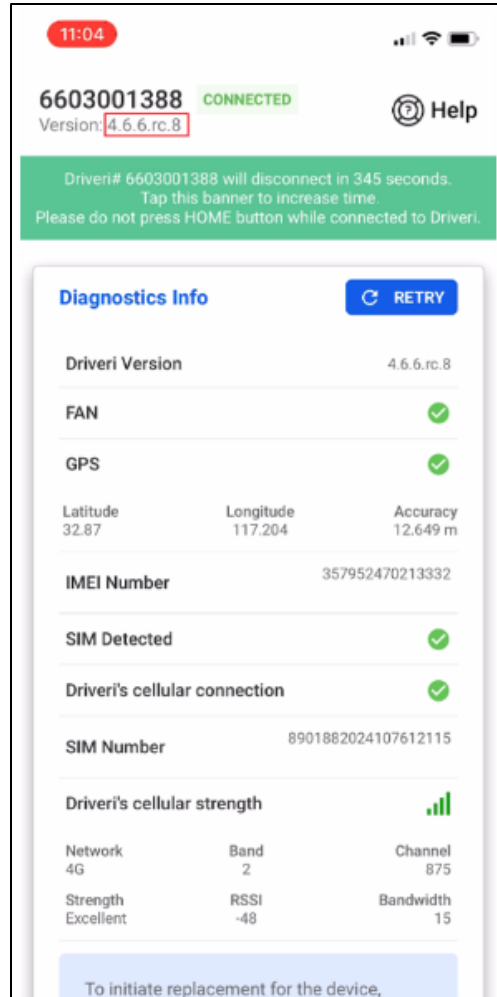 11:04
6603001388 CONNECTED
Help
Version: 4.6.6.rc.8
Driveri# 6603001388 will disconnect in 345 seconds.
Tap this banner to increase time.
Please do not press HOME button while connected to Driveri.
Diagnostics Info
RETRY
Driveri Version 4.6.6.rc.8
FAN
GPS
Latitude Longitude Accuracy
32.87 117.204 12.649 m
IMEI Number 357952470213332
SIM Detected
Driveri's cellular connection
SIM Number 8901882024107612115
Driveri's cellular strength
Network Band Channel
4G 2 875
Strength RSSI Bandwidth
Excellent -48 15
To initiate replacement for the device,